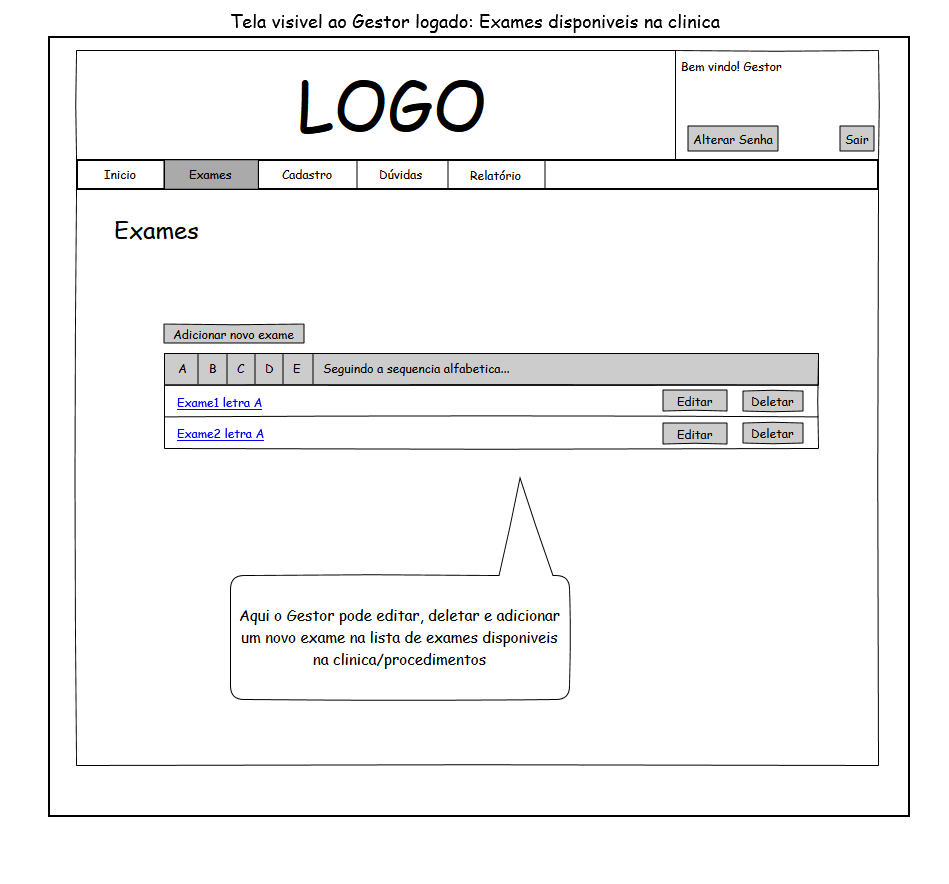 Tela visivel ao Gestor logado: Exames disponiveis na clinica
LOGO
Bem vindo! Gestor
Alterar Senha
Sair
Inicio Exames Cadastro Dúvidas Relatório
Exames
Adicionar novo exame
A B C D E Seguindo a sequencia alfabetica...
Exame1 letra A Editar Deletar
Exame2 letra A Editar Deletar
Aqui o Gestor pode editar, deletar e adicionar
um novo exame na lista de exames disponiveis
na clinica/procedimentos